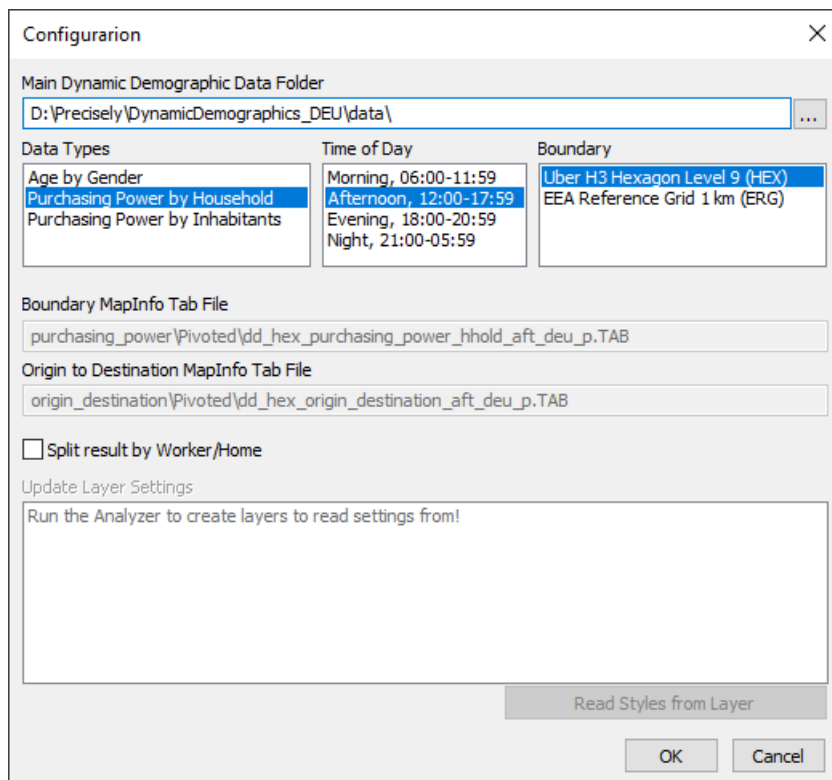 Configurarion
Main Dynamic Demographic Data Folder
D:\Precisely\DynamicDemographics_DEU\data\
...
Data Types
Time of Day
Boundary
Age by Gender
Purchasing Power by Household
Purchasing Power by Inhabitants
Morning, 06:00-11:59
Afternoon, 12:00-17:59
Evening, 18:00-20:59
Night, 21:00-05:59
Uber H3 Hexagon Level 9 (HEX)
EEA Reference Grid 1 km (ERG)
Boundary MapInfo Tab File
purchasing_power\Pivoted\dd_hex_purchasing_power_hhold_aft_deu_p.TAB
Origin to Destination MapInfo Tab File
origin_destination\Pivoted\dd_hex_origin_destination_aft_deu_p.TAB
Split result by Worker/Home
Update Layer Settings
Run the Analyzer to create layers to read settings from!
Read Styles from Layer
OK
Cancel